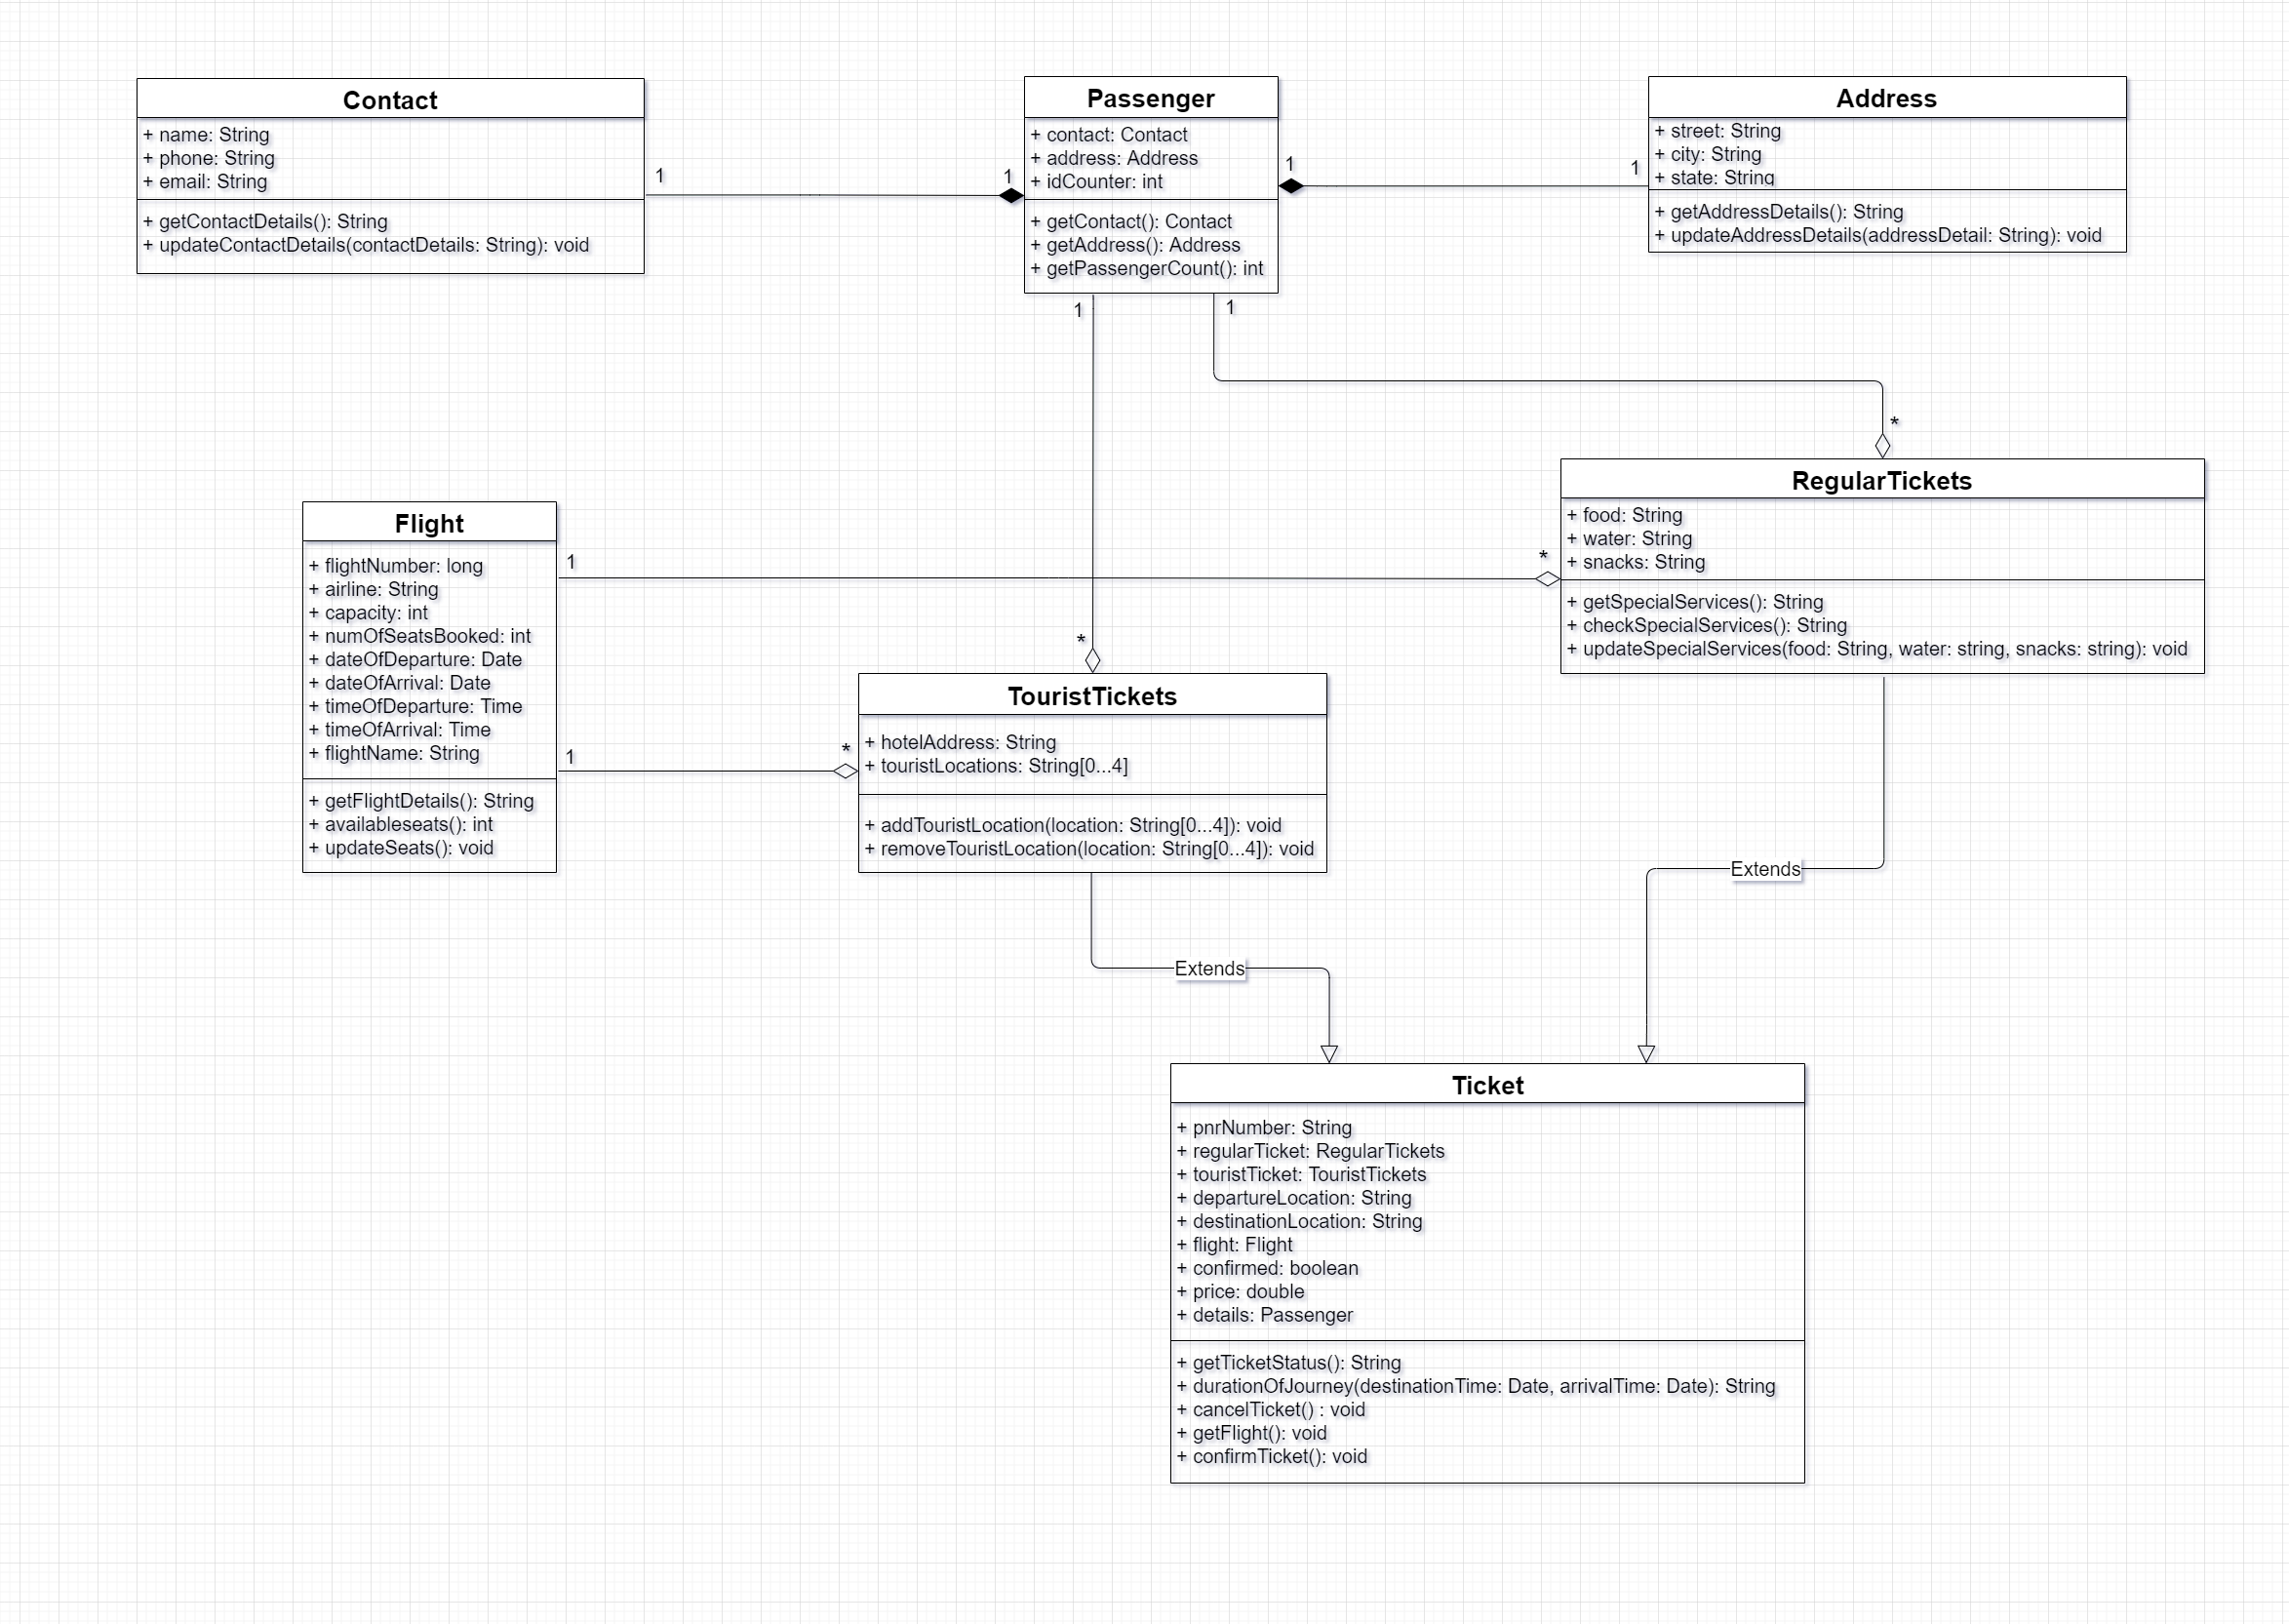 Contact
+ name: String
+ phone: String
+ email: String
+ getContactDetails(): String
+ updateContactDetails(contactDetails: String): void
1
1
Passenger
+ contact: Contact
+ address: Address
+ idCounter: int
+ getContact(): Contact
+ getAddress(): Address
+ getPassengerCount(): int
1
1
Address
+ street: String
+ city: String
+ state: String
+ getAddressDetails(): String
+ updateAddressDetails(addressDetail: String): void
1
1
*
RegularTickets
+ food: String
+ water: String
+ snacks: String
+ getSpecialServices(): String
+ checkSpecialServices(): String
+ updateSpecialServices(food: String, water: string, snacks: string): void
Flight
+ flightNumber: long
+ airline: String
+ capacity: int
+ numOfSeatsBooked: int
+ dateOfDeparture: Date
+ dateOfArrival: Date
+ timeOfDeparture: Time
+ timeOfArrival: Time
+ flightName: String
+ getFlightDetails(): String
+ availableseats(): int
+ updateSeats(): void
1
*
1
*
*
TouristTickets
+ hotelAddress: String
+ touristLocations: String[0...4]
+ addTouristLocation(location: String[0...4]): void
+ removeTouristLocation(location: String[0...4]): void
Extends
Extends
Ticket
+ pnrNumber: String
+ regularTicket: RegularTickets
+ touristTicket: TouristTickets
+ departureLocation: String
+ destinationLocation: String
+ flight: Flight
+ confirmed: boolean
+ price: double
+ details: Passenger
+ getTicketStatus(): String
+ durationOfJourney(destinationTime: Date, arrivalTime: Date): String
+ cancelTicket() : void
+ getFlight(): void
+ confirmTicket(): void